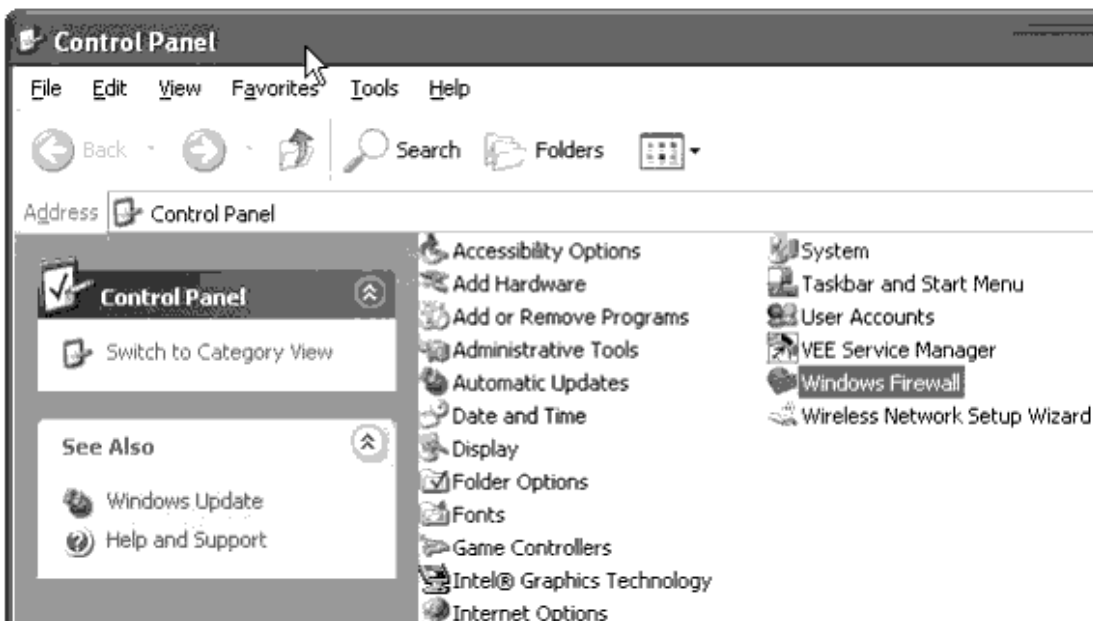 Control Panel
File Edit View Favorites Tools Help
Back Search Folders
Address Control Panel
Control Panel
Switch to Category View
See Also
Windows Update
Help and Support
Accessibility Options
Add Hardware
Add or Remove Programs
Administrative Tools
Automatic Updates
Date and Time
Display
Folder Options
Fonts
Game Controllers
Intel® Graphics Technology
Internet Options
System
Taskbar and Start Menu
User Accounts
VEE Service Manager
Windows Firewall
Wireless Network Setup Wizard